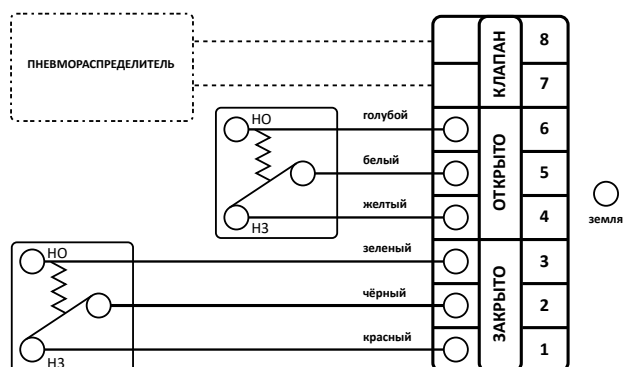 ПНЕВМОРАСПРЕДЕЛИТЕЛЬ
КЛАПАН
8
7
НО
голубой
6
белый
5
ОТКРЫТО
желтый
4
НЗ
земля
НО
зеленый
3
чёрный
2
ЗАКРЫТО
красный
1
НЗ